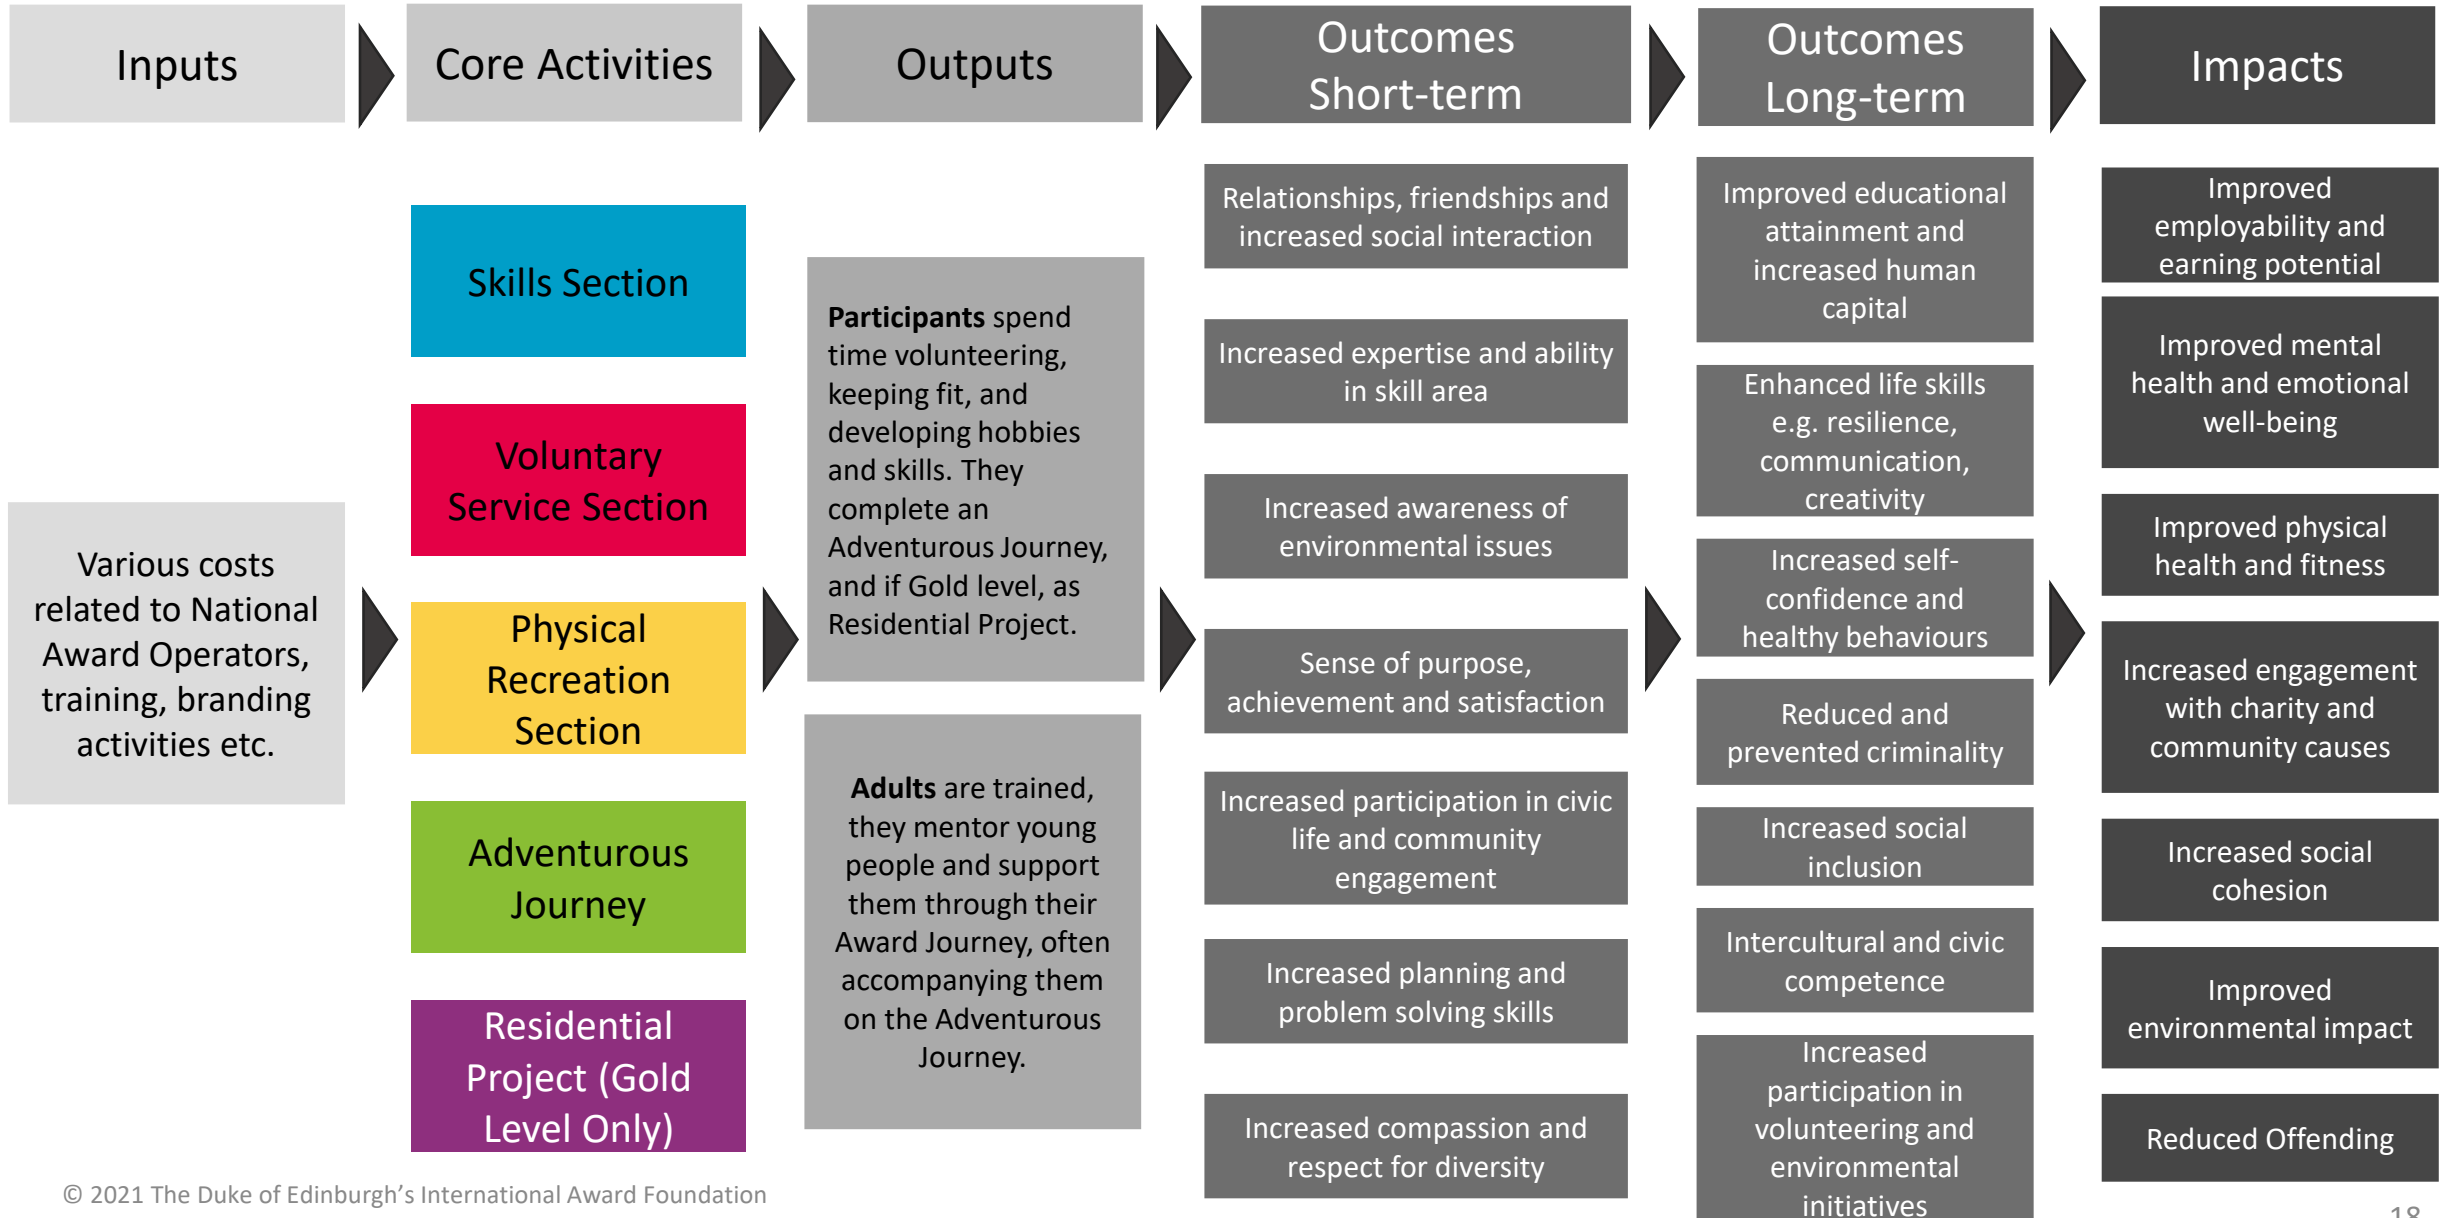 Inputs
Core Activities
Outputs
Outcomes
Short-term
Outcomes
Long-term
Impacts
Various costs
related to National
Award Operators,
training, branding
activities etc.
Skills Section
Voluntary
Service Section
Physical
Recreation
Section
Adventurous
Journey
Residential
Project (Gold
Level Only)
Participants spend
time volunteering,
keeping fit, and
developing hobbies
and skills. They
complete an
Adventurous Journey,
and if Gold level, as
Residential Project.
Adults are trained,
they mentor young
people and support
them through their
Award Journey, often
accompanying them
on the Adventurous
Journey.
Relationships, friendships and
increased social interaction
Increased expertise and ability
in skill area
Increased awareness of
environmental issues
Sense of purpose,
achievement and satisfaction
Increased participation in civic
life and community
engagement
Increased planning and
problem solving skills
Increased compassion and
respect for diversity
Improved educational
attainment and
increased human
capital
Enhanced life skills
e.g. resilience,
communication,
creativity
Increased self-
confidence and
healthy behaviours
Reduced and
prevented criminality
Increased social
inclusion
Intercultural and civic
competence
Increased
participation in
volunteering and
environmental
initiatives
Improved
employability and
earning potential
Improved mental
health and emotional
well-being
Improved physical
health and fitness
Increased engagement
with charity and
community causes
Increased social
cohesion
Improved
environmental impact
Reduced Offending
© 2021 The Duke of Edinburgh's International Award Foundation
18